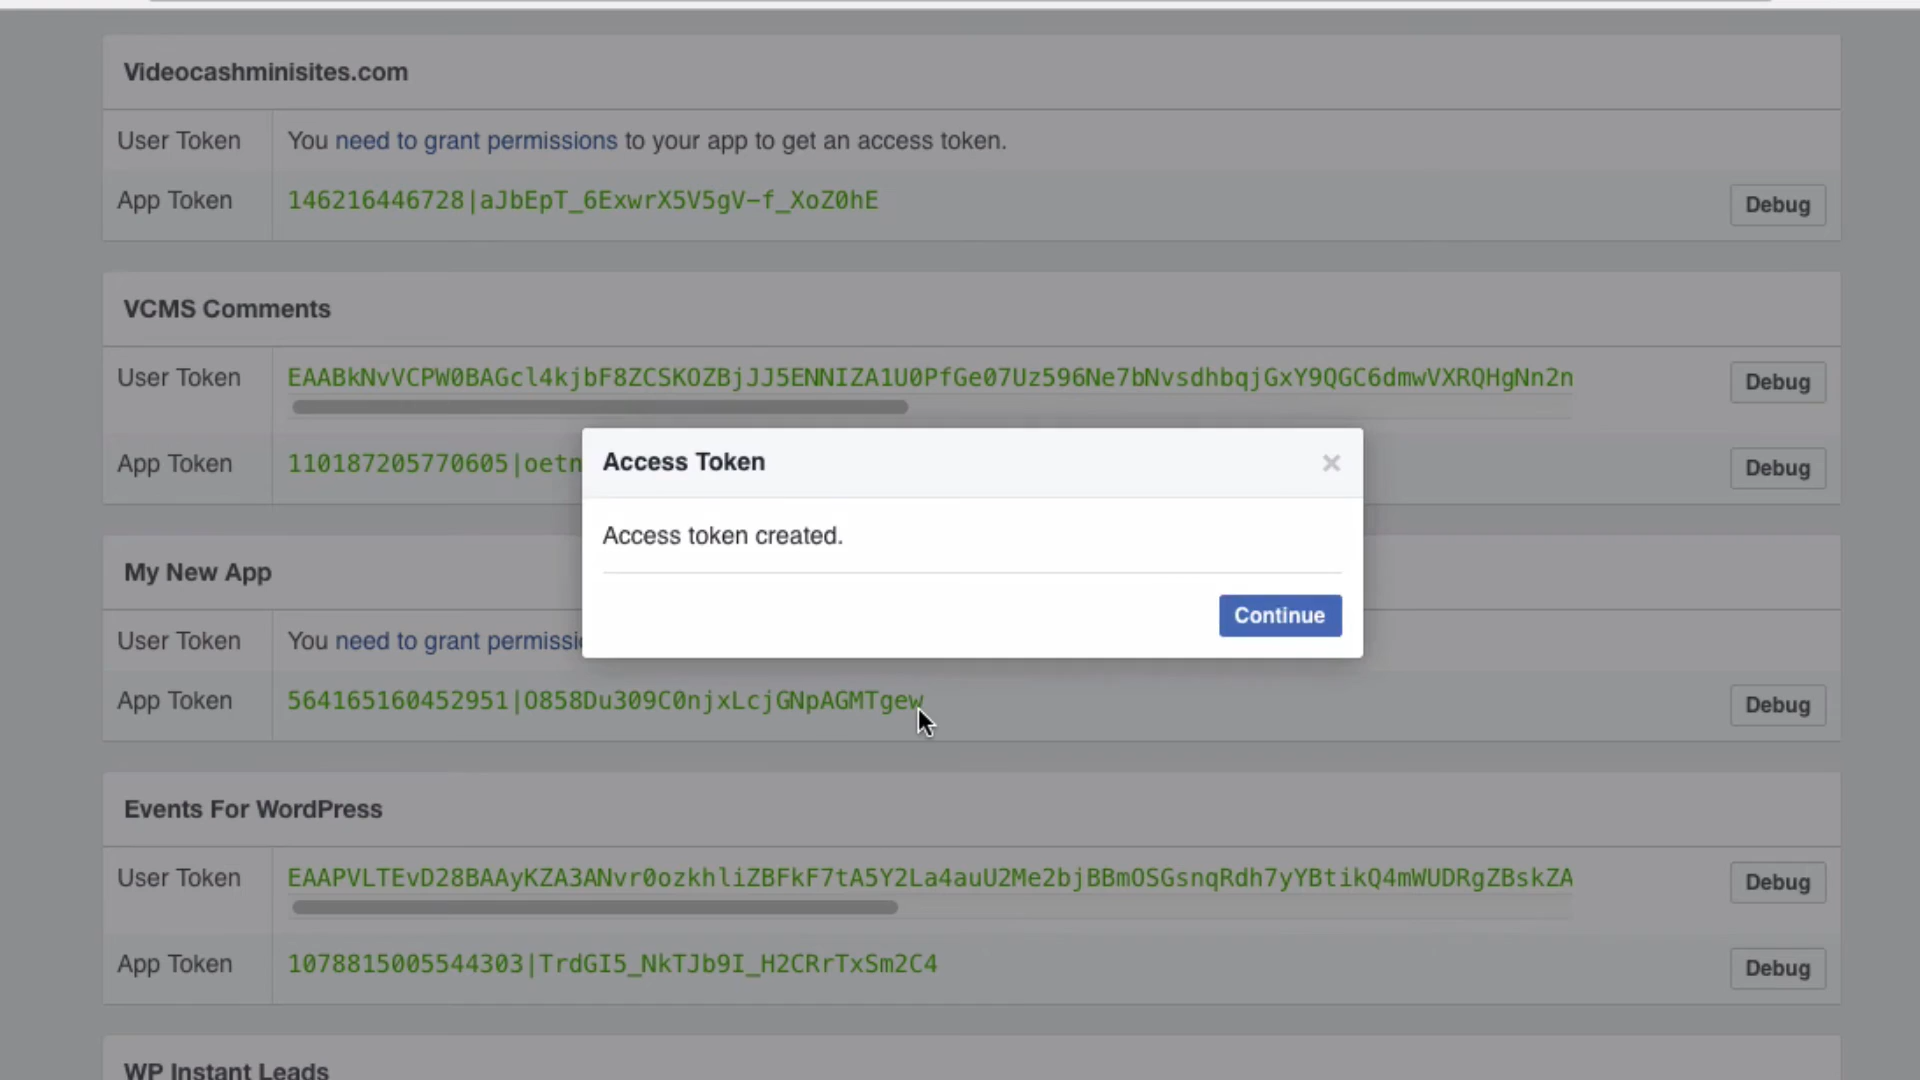 Videocashminisites.com
User Token You need to grant permissions to your app to get an access token.
App Token 146216446728|aJbEpT_6ExwrX5V5gV-f_XoZ0hE Debug
VCMS Comments
User Token EAABkNvVCPW0BAGcl4kjbF8ZCSKOZBjJJ5ENNIZA1U0PfGe07Uz596Ne7bNvsdhbqjGxY9QGC6dmwVXRQHgNn2n Debug
App Token 110187205770605|oetn Debug
Access Token ×
Access token created.
Continue
My New App
User Token You need to grant permissi
App Token 564165160452951|O858Du309C0njxLcjGNpAGMTgew Debug
Events For WordPress
User Token EAAPVLTEvD28BAAyKZA3ANvr0ozkhliZBFkF7tA5Y2La4auU2Me2bjBBmOSGsnqRdh7yYBtikQ4mWUDRgZBskZA Debug
App Token 1078815005544303|TrdGI5_NkTJb9I_H2CRrTxSm2C4 Debug
WP Instant Leads